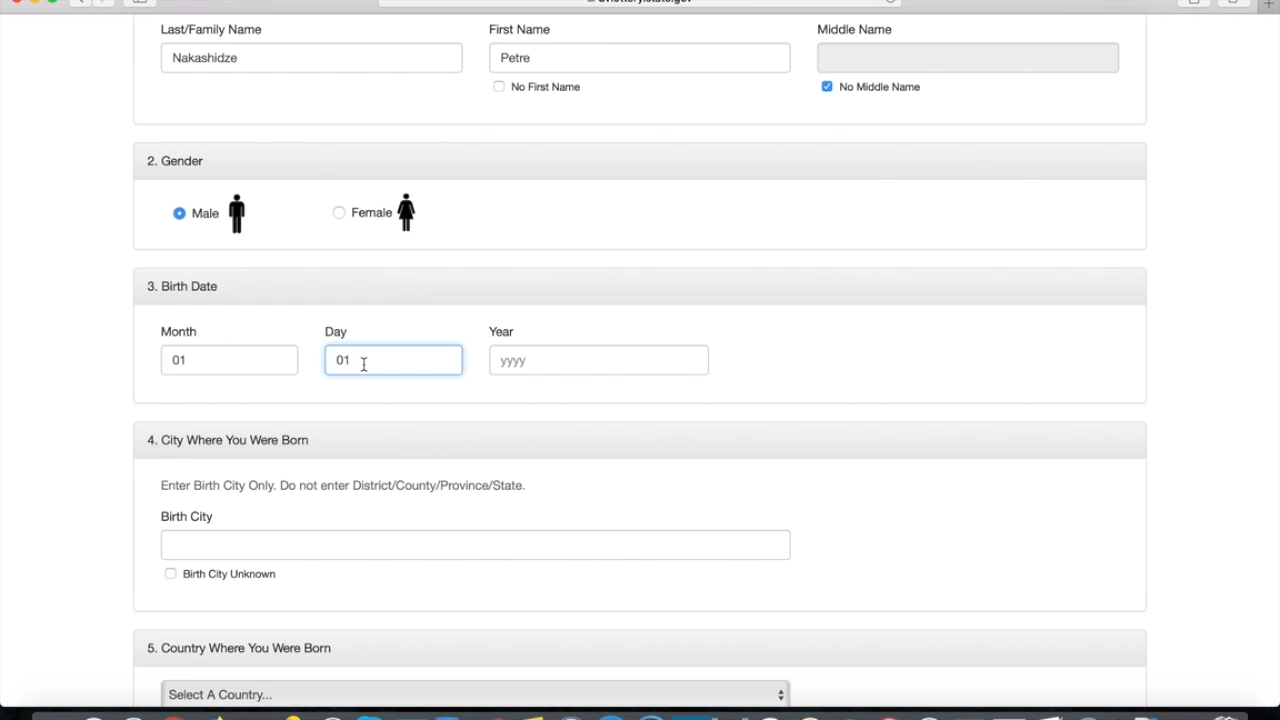 Last/Family Name First Name Middle Name
Nakashidze Petre
No First Name No Middle Name
2. Gender
Male Female
3. Birth Date
Month Day Year
01 01 yyyy
4. City Where You Were Born
Enter Birth City Only. Do not enter District/County/Province/State.
Birth City
Birth City Unknown
5. Country Where You Were Born
Select A Country...